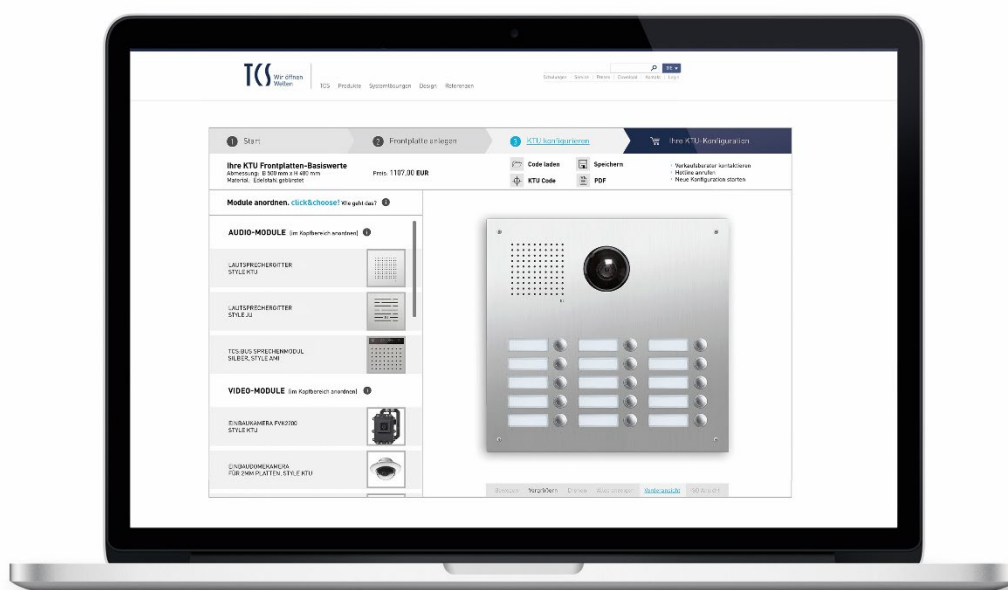 TCS Wir öffnen
Welten
DE
TCS Produkte Systemlösungen Design Referenzen
Schulungen Service Presse Download Kontakt Login
1 Start
2 Frontplatte anlegen
3 KTU konfigurieren
Ihre KTU-Konfiguration
Ihre KTU Frontplatten-Basiswerte
Abmessung: B 500 mm x H 480 mm
Material: Edelstahl gebürstet
Preis: 1107,00 EUR
Code laden
Speichern
KTU Code
PDF
Verkaufsberater kontaktieren
Hotline anrufen
Neue Konfiguration starten
Module anordnen. click&choose! Wie geht das?
AUDIO-MODULE (im Kopfbereich anordnen)
LAUTSPRECHERGITTER
STYLE KTU
LAUTSPRECHERGITTER
STYLE JU
TCS:BUS SPRECHENMODUL
SILBER, STYLE AMI
VIDEO-MODULE (im Kopfbereich anordnen)
EINBAUKAMERA FVK2200
STYLE KTU
EINBAUDOMEKAMERA
FÜR 2MM PLATTEN, STYLE KTU
Vergrößern Drehen Vorderansicht